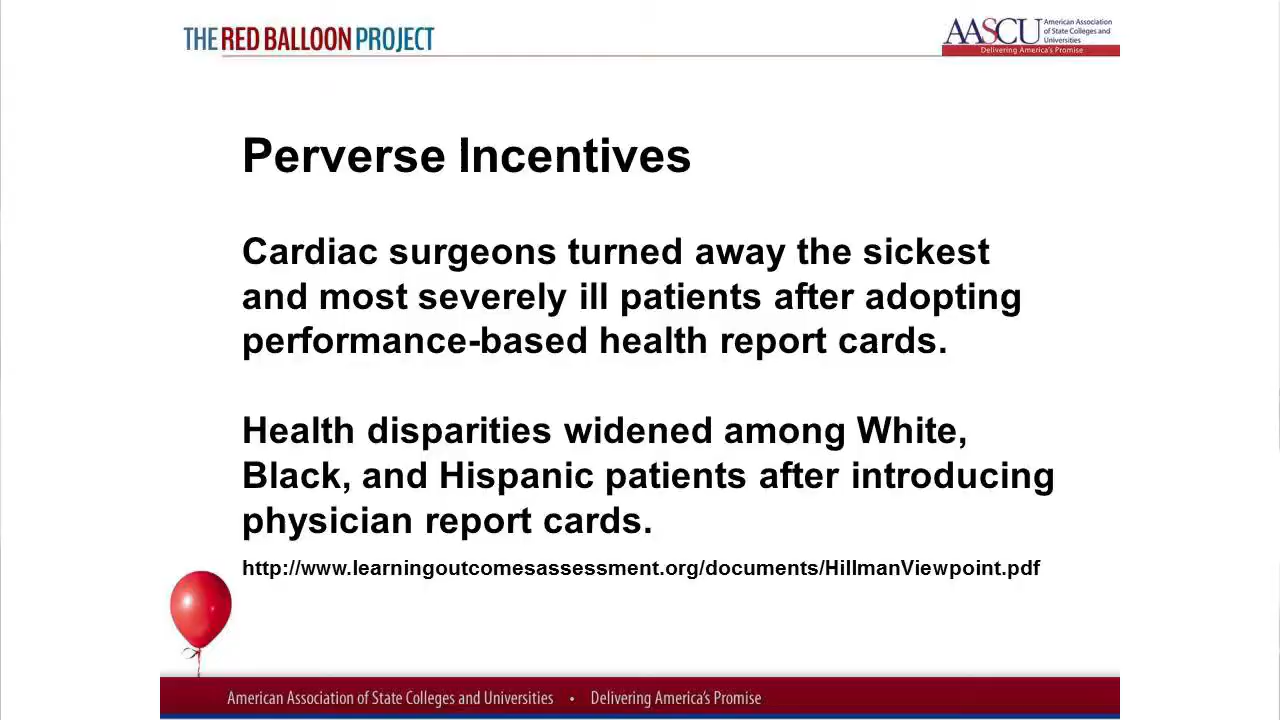 THE RED BALLOON PROJECT
AASCU American Association
of State Colleges and
Universities
Delivering America's Promise
Perverse Incentives
Cardiac surgeons turned away the sickest
and most severely ill patients after adopting
performance-based health report cards.
Health disparities widened among White,
Black, and Hispanic patients after introducing
physician report cards.
http://www.learningoutcomesassessment.org/documents/HillmanViewpoint.pdf
American Association of State Colleges and Universities • Delivering America's Promise